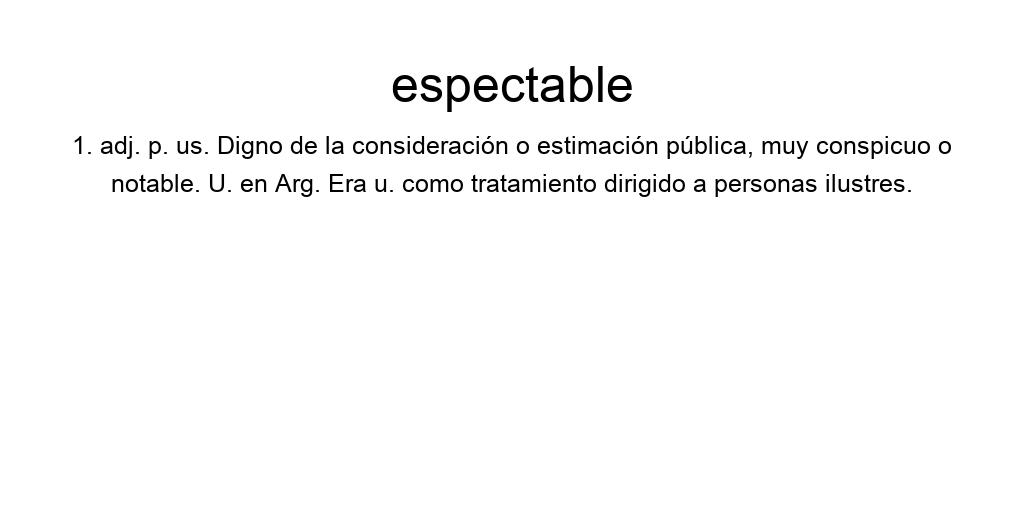 espectable
1. adj. p. us. Digno de la consideración o estimación pública, muy conspicuo o
notable. U. en Arg. Era u. como tratamiento dirigido a personas ilustres.